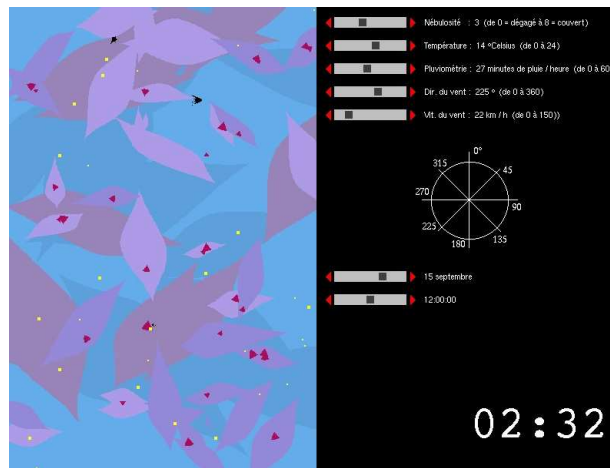 Nébulosité : 3 (de 0 = dégagé à 8 = couvert)
Température : 14 °Celsius (de 0 à 24)
Pluviométrie : 27 minutes de pluie / heure (de 0 à 60
Dir. du vent : 225 ° (de 0 à 360)
Vit. du vent : 22 km / h (de 0 à 150))
0°
315
45
270
90
225
135
180
15 septembre
12:00:00
02:32